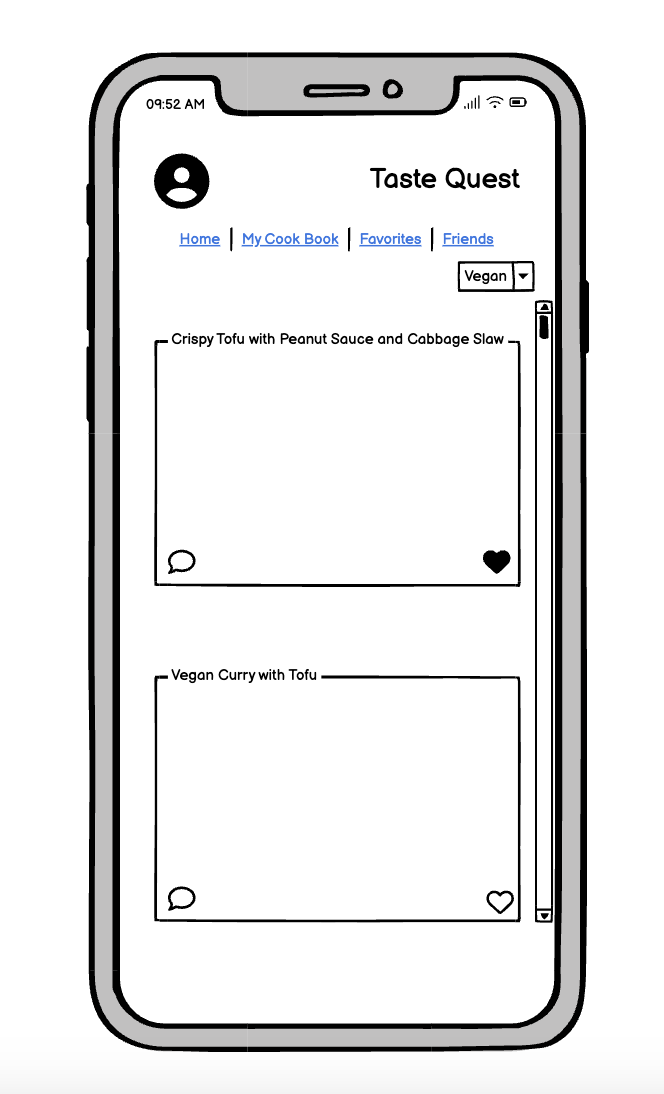 09:52 AM
Taste Quest
Home | My Cook Book | Favorites | Friends
Vegan
Crispy Tofu with Peanut Sauce and Cabbage Slaw
Vegan Curry with Tofu